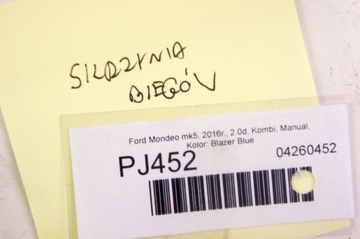 SKRZYNIA
BIEGÓW
Ford Mondeo mk5, 2016r., 2.0d, Kombi, Manual,
Kolor: Blazer Blue
PJ452
04260452